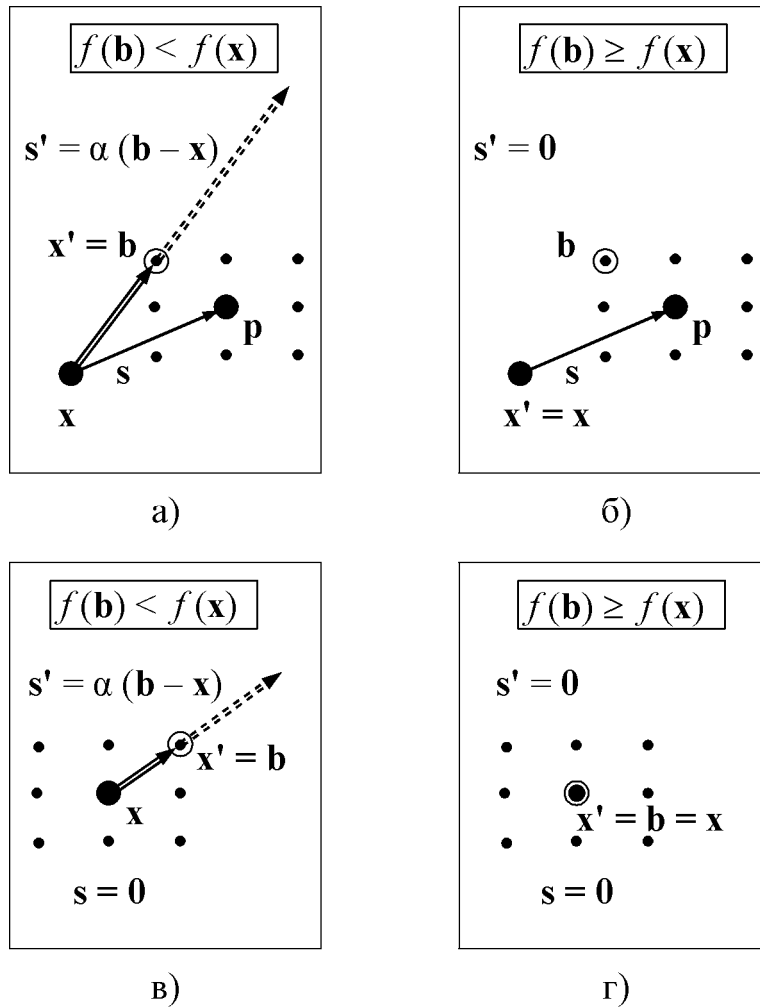 f(b) < f(x)
s' = α (b – x)
x' = b
p
s
x
а)
f(b) ≥ f(x)
s' = 0
b
p
s
x' = x
б)
f(b) < f(x)
s' = α (b – x)
x' = b
x
s = 0
в)
f(b) ≥ f(x)
s' = 0
x' = b = x
s = 0
г)